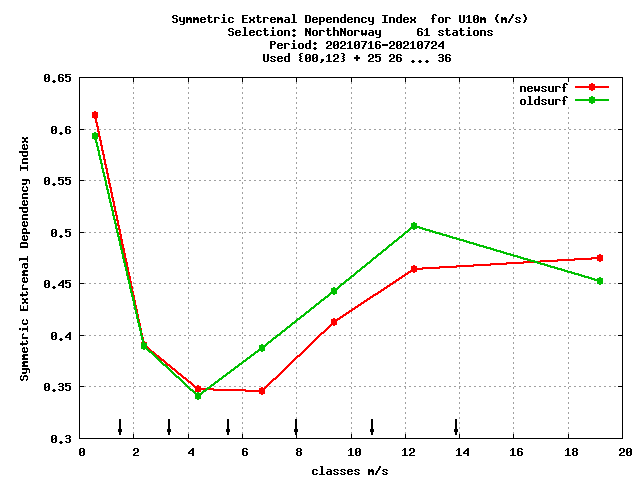 Symmetric Extremal Dependency Index  for U10m (m/s)
Selection: NorthNorway     61 stations
Period: 20210716-20210724
Used {00,12} + 25 26 ... 36
newsurf
oldsurf
Symmetric Extremal Dependency Index
0.65
0.6
0.55
0.5
0.45
0.4
0.35
0.3
0 2 4 6 8 10 12 14 16 18 20
classes m/s